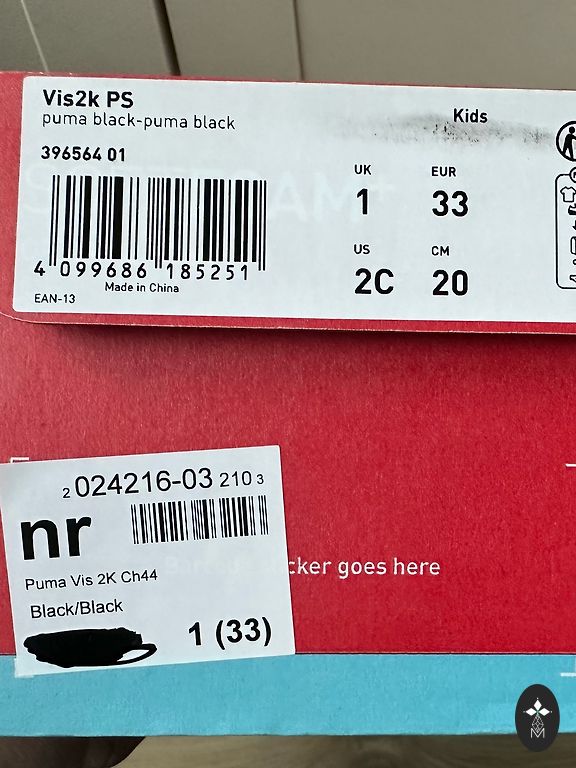 Vis2k PS
puma black-puma black
Kids
396564 01
UK
1
EUR
33
US
2C
CM
20
4 099686 185251
Made in China
EAN-13
2 024216-03 210 3
nr
Puma Vis 2K Ch44
Black/Black
1 (33)
goes here
M